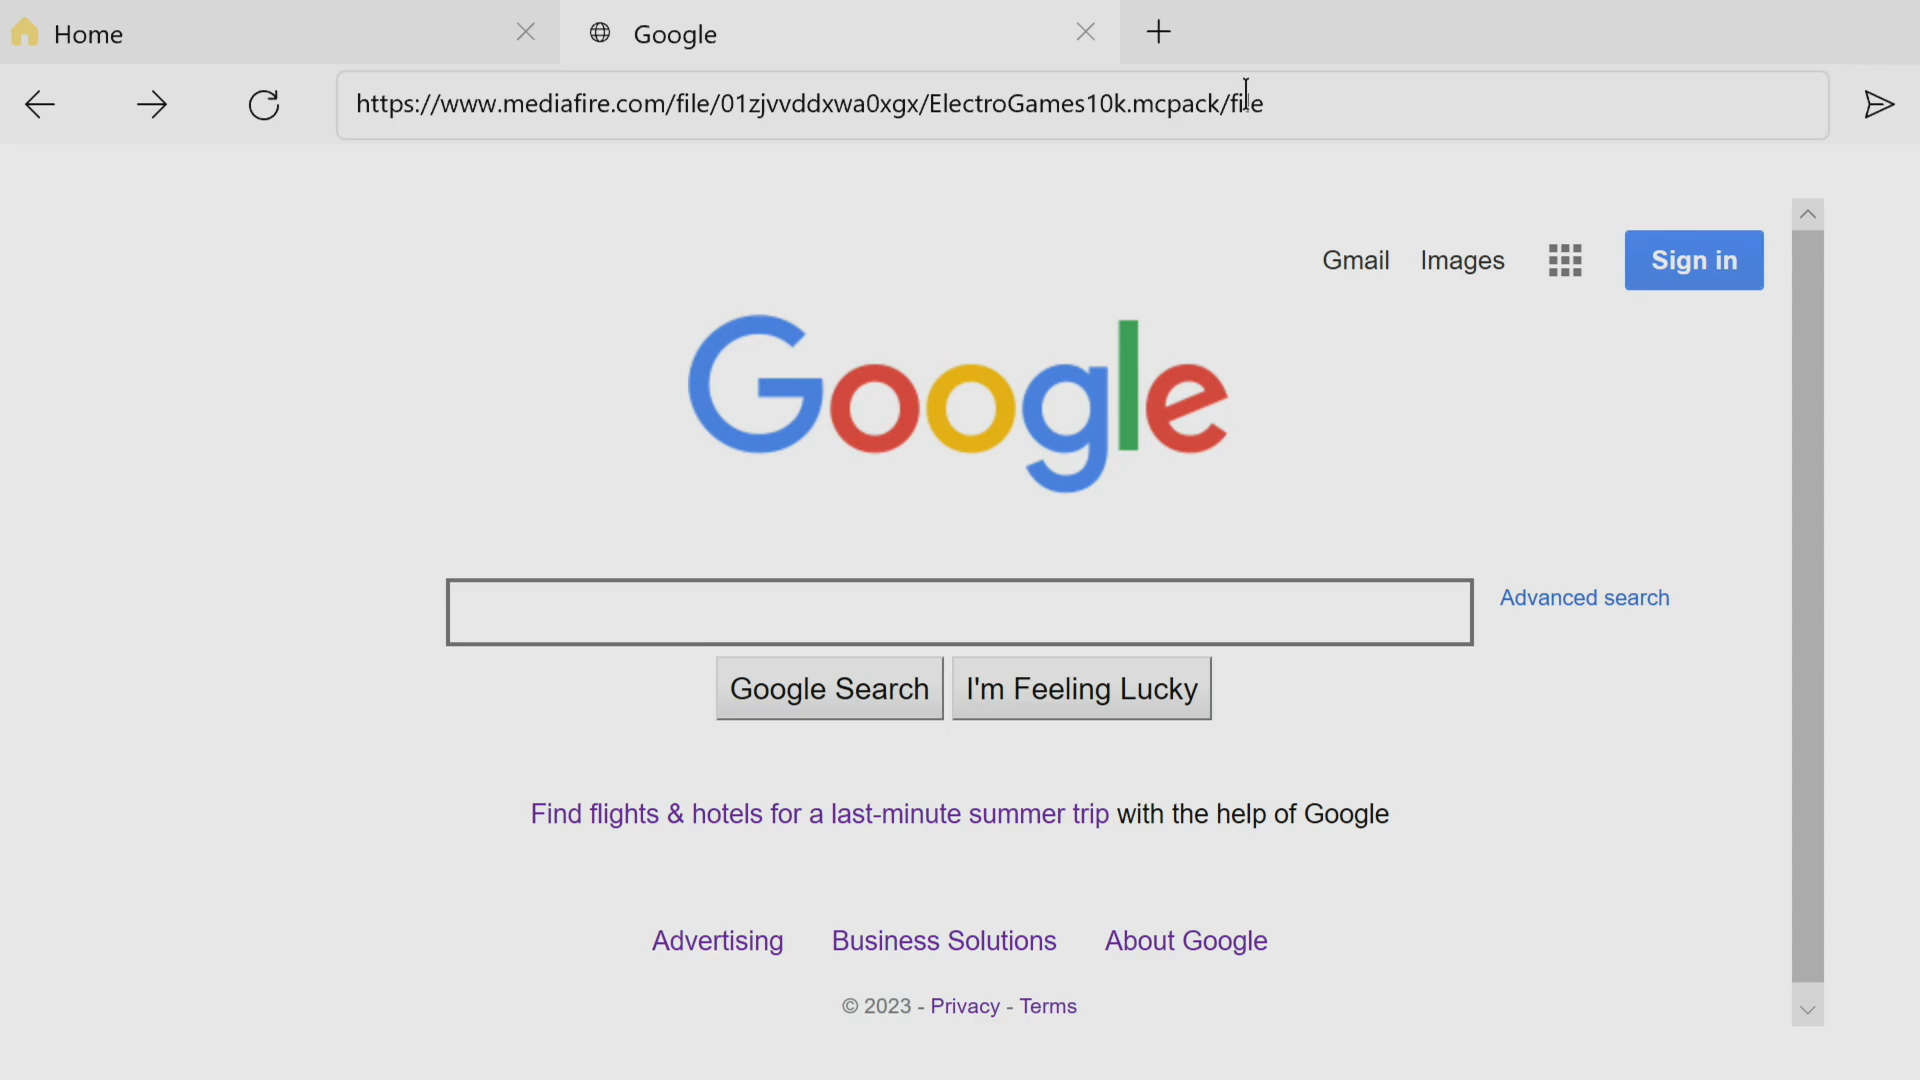 Home
Google
https://www.mediafire.com/file/01zjvvddxwa0xgx/ElectroGames10k.mcpack/file
Gmail Images Sign in
Google
Advanced search
Google Search I'm Feeling Lucky
Find flights & hotels for a last-minute summer trip with the help of Google
Advertising Business Solutions About Google
© 2023 - Privacy - Terms